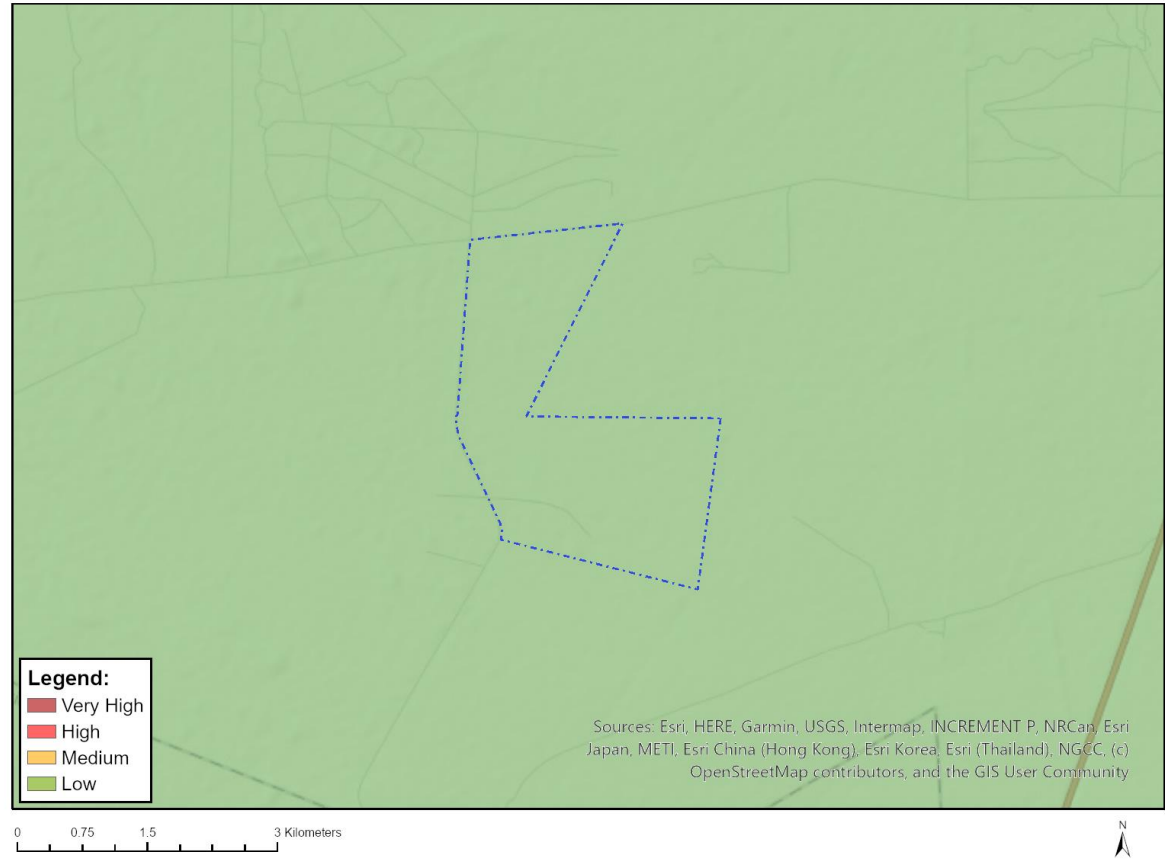 Legend:
Very High
High
Medium
Low
Sources: Esri, HERE, Garmin, USGS, Intermap, INCREMENT P, NRCan, Esri
Japan, METI, Esri China (Hong Kong), Esri Korea, Esri (Thailand), NGCC, (c)
OpenStreetMap contributors, and the GIS User Community
0 0.75 1.5 3 Kilometers
N